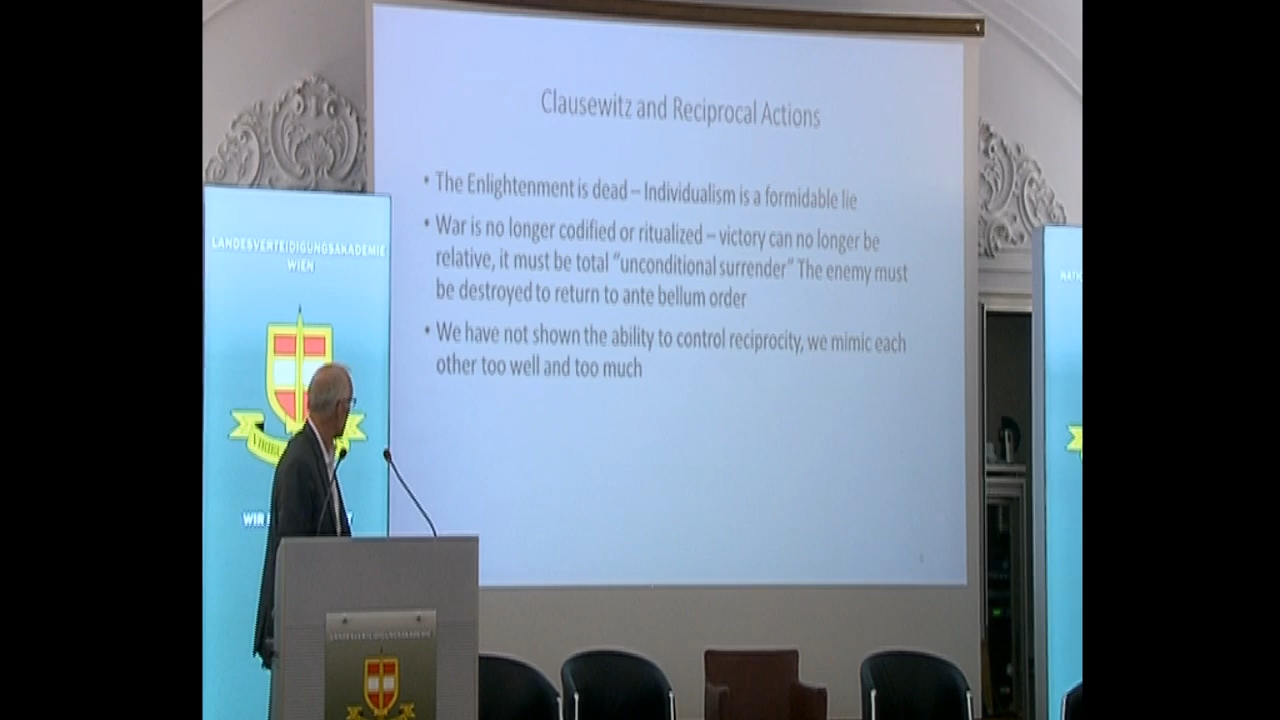 Clausewitz and Reciprocal Actions
• The Enlightenment is dead – Individualism is a formidable lie
• War is no longer codified or ritualized – victory can no longer be
relative, it must be total “unconditional surrender” The enemy must
be destroyed to return to ante bellum order
• We have not shown the ability to control reciprocity, we mimic each
other too well and too much
LANDESVERTEIDIGUNGSAKADEMIE
WIEN
WIR
LANDESVERTEIDIGUNGSAKADEMIE